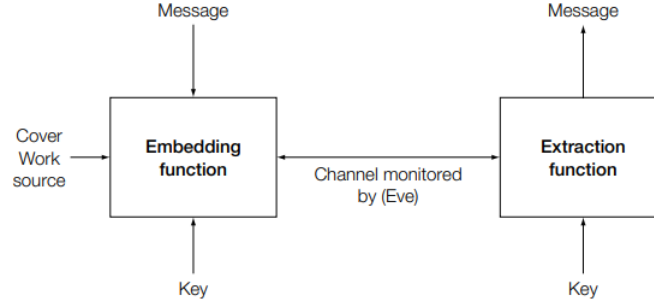 Message
Message
Cover
Work
source
Embedding
function
Channel monitored
by (Eve)
Extraction
function
Key
Key